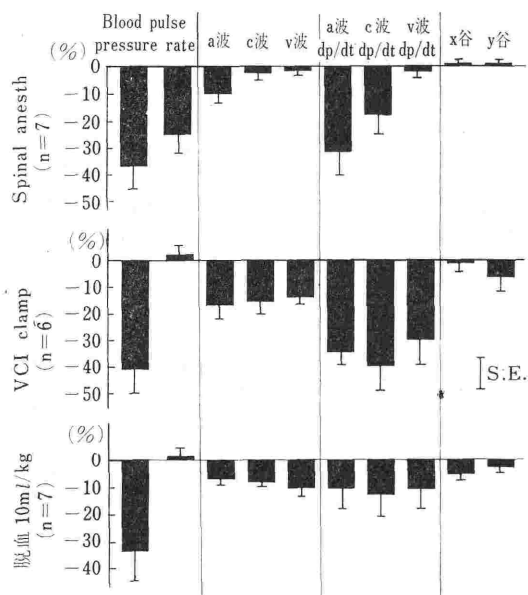 Blood pulse
pressure rate a波 c波 v波 a波 c波 v波 x谷 y谷
dp/dt dp/dt dp/dt
(%)
0
−10
−20
−30
−40
−50
Spinal anesth
(n=7)
(%)
0
−10
−20
−30
−40
−50
VCI clamp
(n=6)
S.E.
(%)
0
−10
−20
−30
−40
脱血 10ml/kg
(n=7)